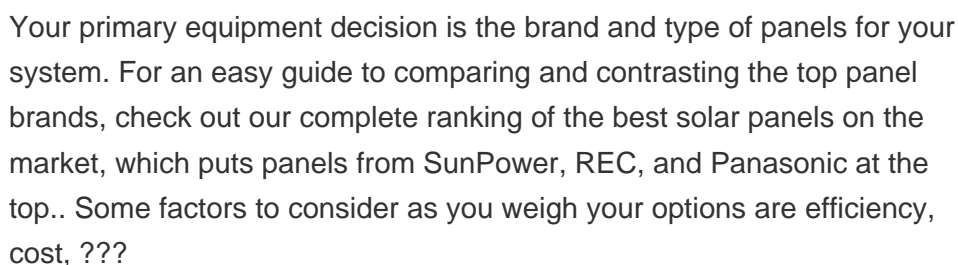 Your primary equipment decision is the brand and type of panels for your
system. For an easy guide to comparing and contrasting the top panel
brands, check out our complete ranking of the best solar panels on the
market, which puts panels from SunPower, REC, and Panasonic at the
top.. Some factors to consider as you weigh your options are efficiency,
cost, ???